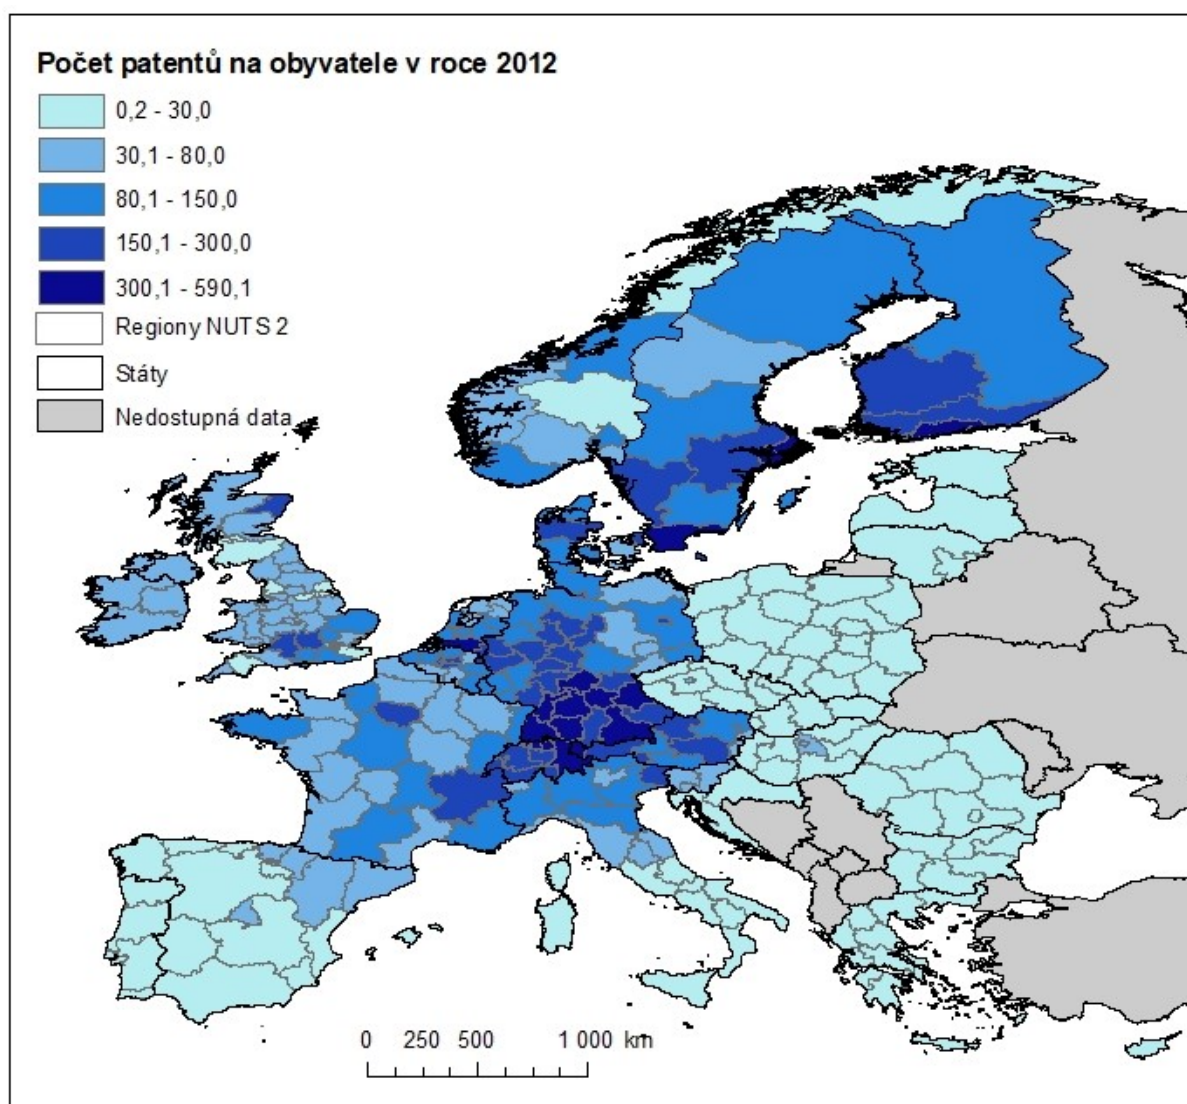 Počet patentů na obyvatele v roce 2012
0,2 - 30,0
30,1 - 80,0
80,1 - 150,0
150,1 - 300,0
300,1 - 590,1
Regiony NUTS 2
Státy
Nedostupná data
0 250 500 1 000 km